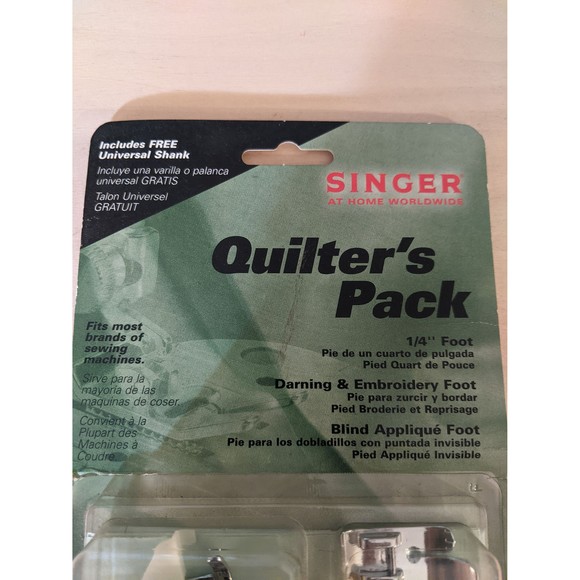 Includes FREE
Universal Shank
Incluye una varilla o palanca
universal GRATIS
Talon Universel
GRATUIT
SINGER
AT HOME WORLDWIDE
Quilter's
Pack
Fits most
brands of
sewing
machines.
Sirve para la
mayoria de las
maquinas de coser.
Convient à la
Plupart des
Machines à
Coudre.
1/4'' Foot
Pie de un cuarto de pulgada
Pied Quart de Pouce
Darning & Embroidery Foot
Pie para zurcir y bordar
Pied Broderie et Reprisage
Blind Appliqué Foot
Pie para los dobladillos con puntada invisible
Pied Appliqué Invisible